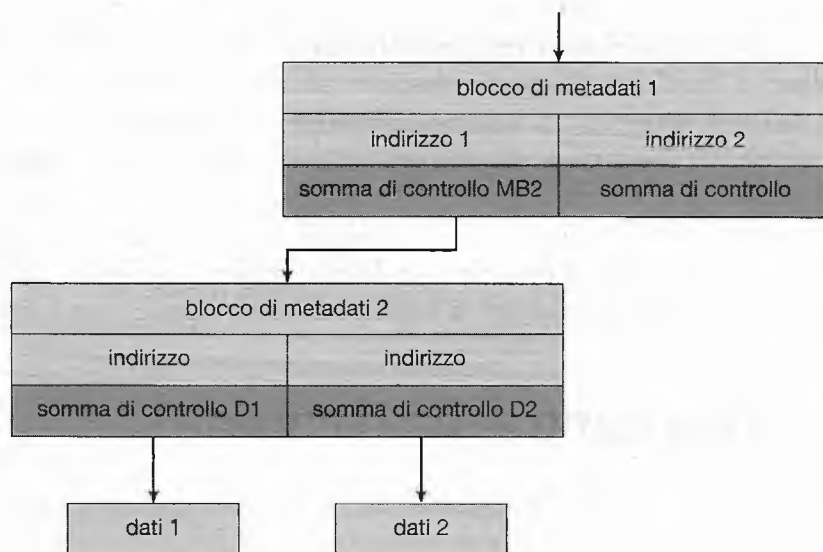 blocco di metadati 1
indirizzo 1 indirizzo 2
somma di controllo MB2 somma di controllo
blocco di metadati 2
indirizzo indirizzo
somma di controllo D1 somma di controllo D2
dati 1 dati 2